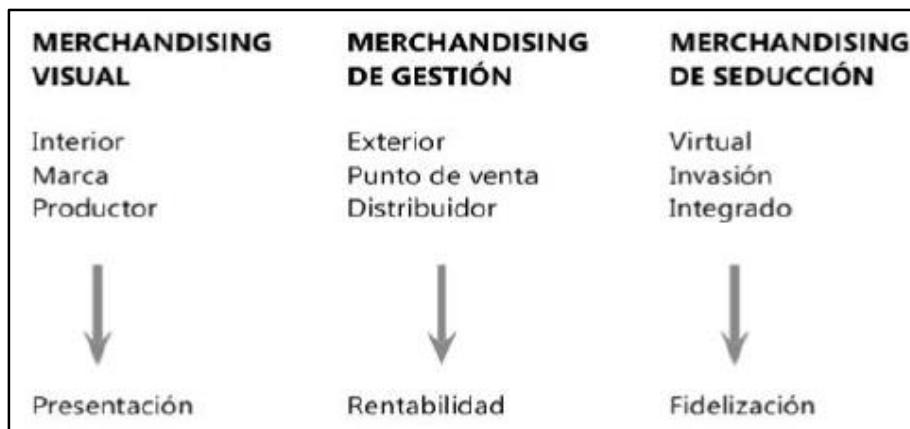 MERCHANDISING
VISUAL
Interior
Marca
Productor
Presentación
MERCHANDISING
DE GESTIÓN
Exterior
Punto de venta
Distribuidor
Rentabilidad
MERCHANDISING
DE SEDUCCIÓN
Virtual
Invasión
Integrado
Fidelización